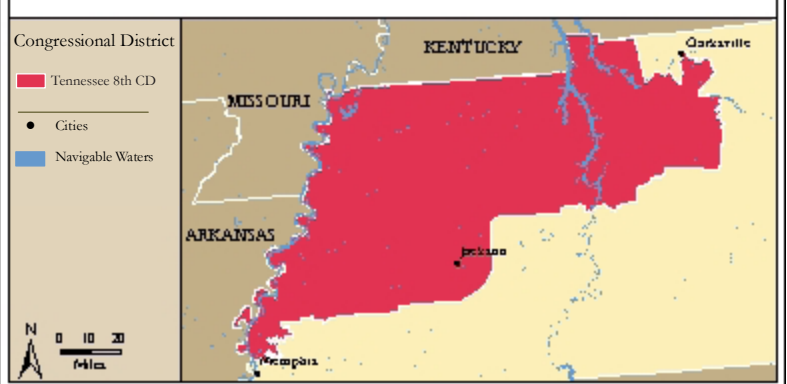 Congressional District
Tennessee 8th CD
Cities
Navigable Waters
N
0 10 20
Miles
KENTUCKY
Clarksville
MISSOURI
ARKANSAS
Jackson
Memphis